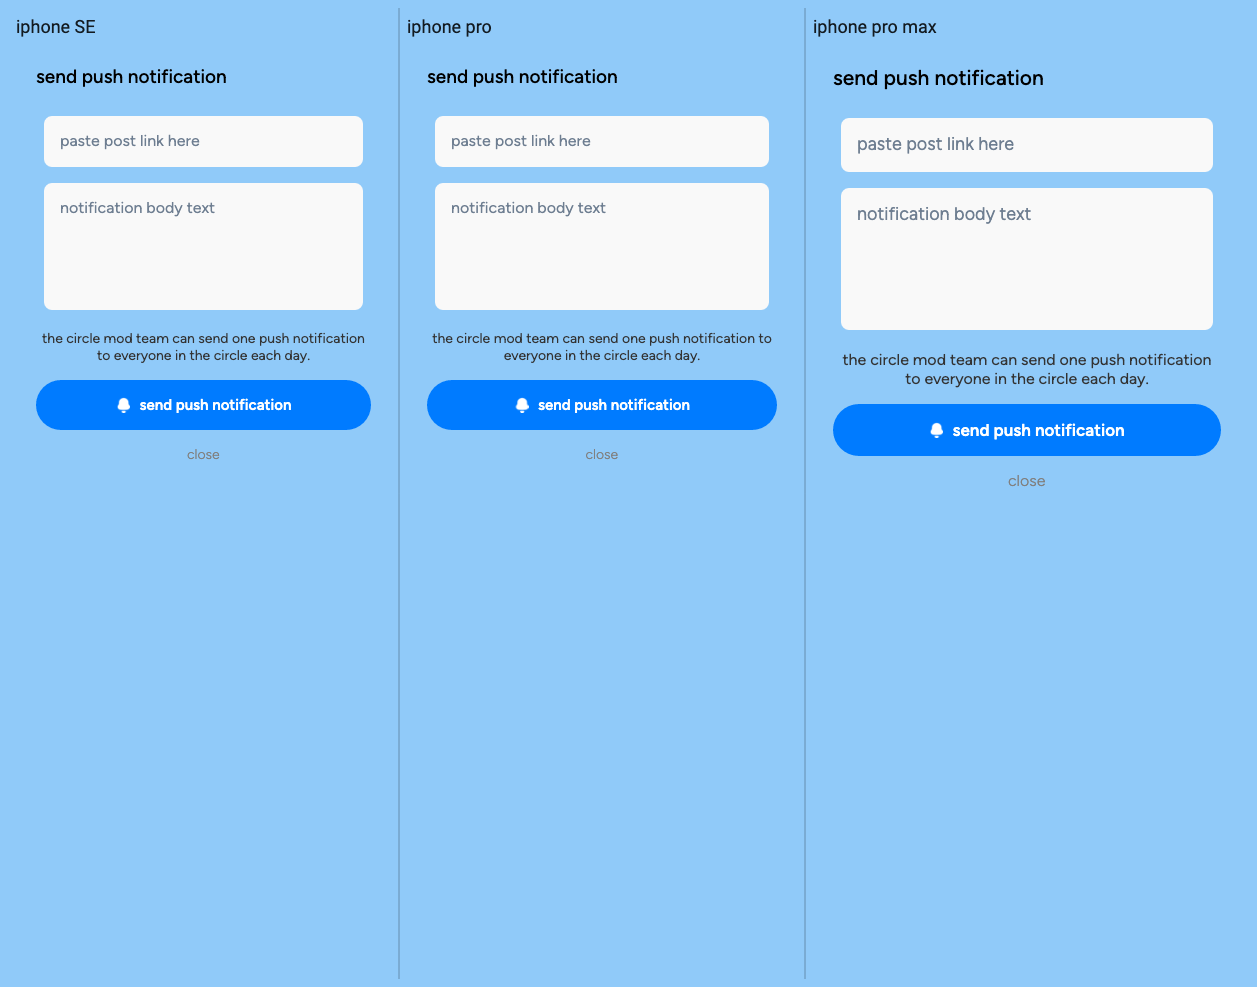 iphone SE
send push notification
paste post link here
notification body text
the circle mod team can send one push notification
to everyone in the circle each day.
send push notification
close
iphone pro
send push notification
paste post link here
notification body text
the circle mod team can send one push notification to
everyone in the circle each day.
send push notification
close
iphone pro max
send push notification
paste post link here
notification body text
the circle mod team can send one push notification
to everyone in the circle each day.
send push notification
close